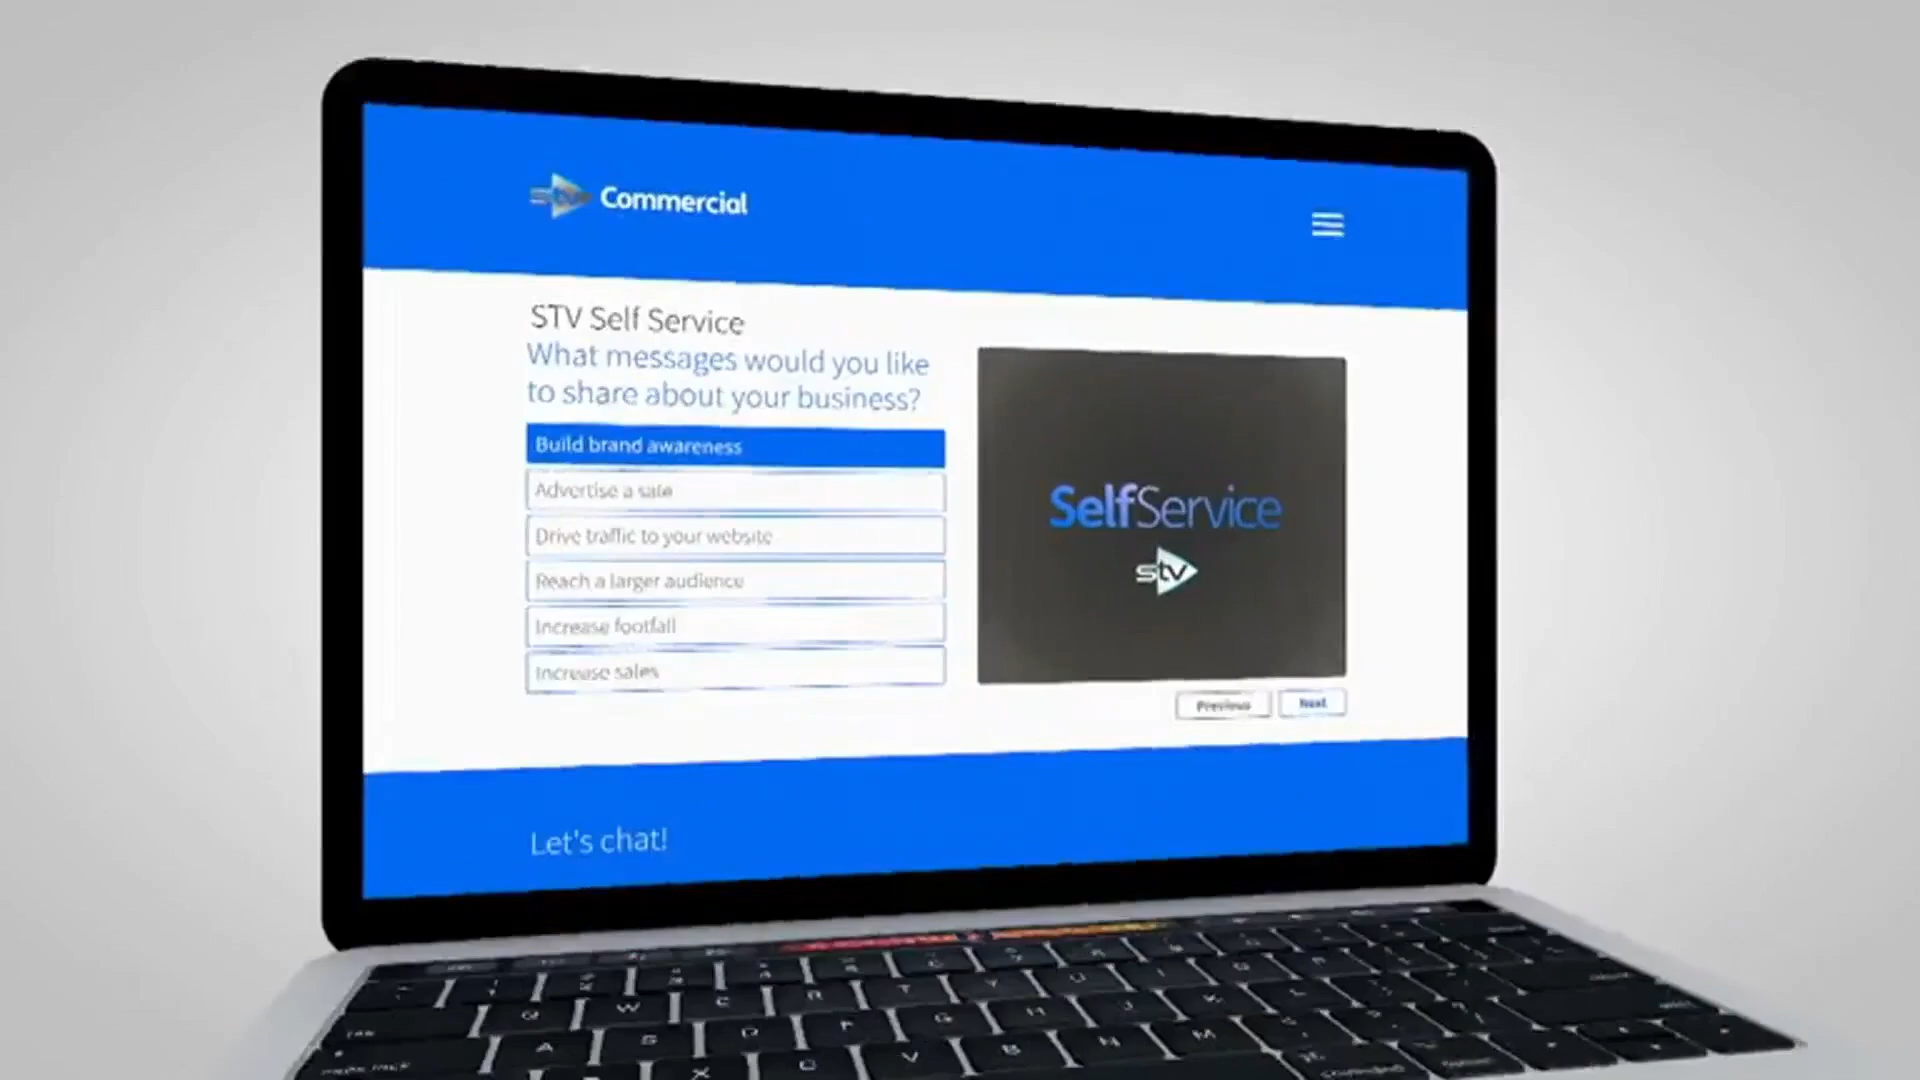 stv Commercial
STV Self Service
What messages would you like
to share about your business?
Build brand awareness
Advertise a sale
Drive traffic to your website
Reach a larger audience
Increase footfall
Increase sales
SelfService
stv
Previous
Next
Let's chat!
Q W E R T Y U I O P
A S D F G H J K L
X C V B N M
command